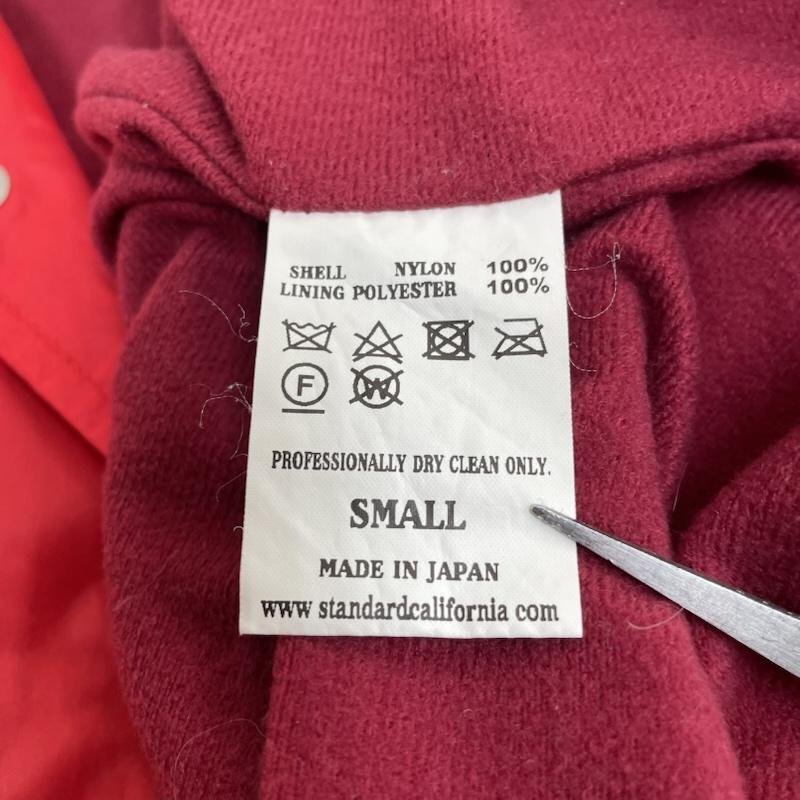 SHELL NYLON 100%
LINING POLYESTER 100%
F W
PROFESSIONALLY DRY CLEAN ONLY.
SMALL
MADE IN JAPAN
www standardcalifornia com